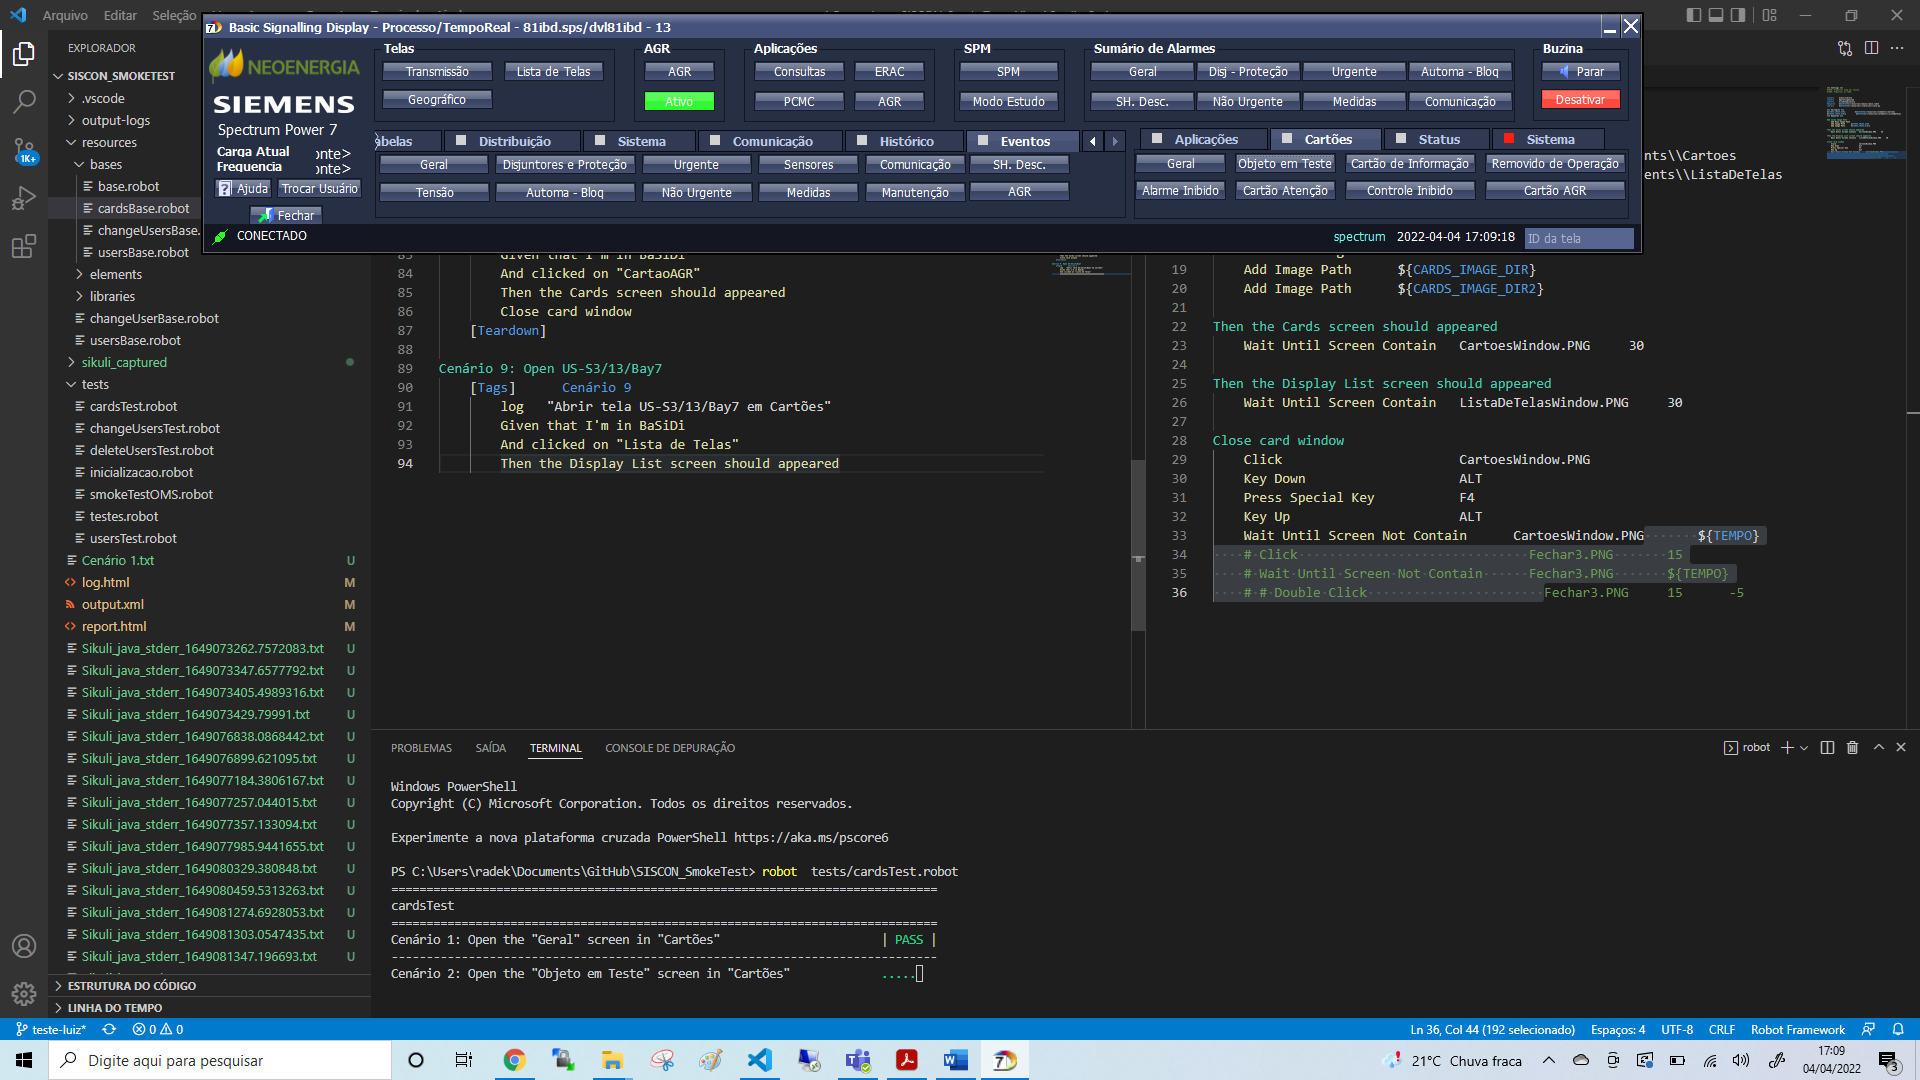 Arquivo Editar Seleção
Basic Signalling Display - Processo/TempoReal - 81ibd.sps/dvl81ibd - 13
NEOENERGIA
SIEMENS
Spectrum Power 7
Carga Atual
Frequencia
onte>
onte>
Ajuda Trocar Usuário
Fechar
CONECTADO
Telas
Transmissão Lista de Telas
Geográfico
AGR
AGR
Ativo
Aplicações
Consultas ERAC
PCMC AGR
SPM
SPM
Modo Estudo
Sumário de Alarmes
Geral Disj - Proteção Urgente Automa - Bloq
SH. Desc. Não Urgente Medidas Comunicação
Buzina
Parar
Desativar
abelas Distribuição Sistema Comunicação Histórico Eventos
Geral Disjuntores e Proteção Urgente Sensores Comunicação SH. Desc.
Tensão Automa - Bloq Não Urgente Medidas Manutenção AGR
Aplicações Cartões Status Sistema
Geral Objeto em Teste Cartão de Informação Removido de Operação
Alarme Inibido Cartão Atenção Controle Inibido Cartão AGR
spectrum 2022-04-04 17:09:18 ID da tela
EXPLORADOR
SISCON_SMOKETEST
.vscode
output-logs
resources
bases
base.robot
cardsBase.robot
changeUsersBase.
usersBase.robot
elements
libraries
changeUserBase.robot
usersBase.robot
sikuli_captured
tests
cardsTest.robot
changeUsersTest.robot
deleteUsersTest.robot
inicializacao.robot
smokeTestOMS.robot
testes.robot
usersTest.robot
Cenário 1.txt U
log.html M
output.xml M
report.html M
Sikuli_java_stderr_1649073262.7572083.txt U
Sikuli_java_stderr_1649073347.6577792.txt U
Sikuli_java_stderr_1649073405.4989316.txt U
Sikuli_java_stderr_1649073429.79991.txt U
Sikuli_java_stderr_1649076838.0868442.txt U
Sikuli_java_stderr_1649076899.621095.txt U
Sikuli_java_stderr_1649077184.3806167.txt U
Sikuli_java_stderr_1649077257.044015.txt U
Sikuli_java_stderr_1649077357.133094.txt U
Sikuli_java_stderr_1649077985.9441655.txt U
Sikuli_java_stderr_1649080329.380848.txt U
Sikuli_java_stderr_1649080459.5313263.txt U
Sikuli_java_stderr_1649081274.6928053.txt U
Sikuli_java_stderr_1649081303.0547435.txt U
Sikuli_java_stderr_1649081347.196693.txt U
ESTRUTURA DO CÓDIGO
LINHA DO TEMPO
1K+
83 Given that I'm in BaSiDi
84 And clicked on "CartaoAGR"
85 Then the Cards screen should appeared
86 Close card window
87 [Teardown]
88
89 Cenário 9: Open US-S3/13/Bay7
90 [Tags] Cenário 9
91 log "Abrir tela US-S3/13/Bay7 em Cartões"
92 Given that I'm in BaSiDi
93 And clicked on "Lista de Telas"
94 Then the Display List screen should appeared
nts\\Cartoes
ents\\ListaDeTelas
19 Add Image Path ${CARDS_IMAGE_DIR}
20 Add Image Path ${CARDS_IMAGE_DIR2}
21
22 Then the Cards screen should appeared
23 Wait Until Screen Contain CartoesWindow.PNG 30
24
25 Then the Display List screen should appeared
26 Wait Until Screen Contain ListaDeTelasWindow.PNG 30
27
28 Close card window
29 Click CartoesWindow.PNG
30 Key Down ALT
31 Press Special Key F4
32 Key Up ALT
33 Wait Until Screen Not Contain CartoesWindow.PNG ${TEMPO}
34 # Click Fechar3.PNG 15
35 # Wait Until Screen Not Contain Fechar3.PNG ${TEMPO}
36 # # Double Click Fechar3.PNG 15 -5
PROBLEMAS SAÍDA TERMINAL CONSOLE DE DEPURAÇÃO
robot
Windows PowerShell
Copyright (C) Microsoft Corporation. Todos os direitos reservados.
Experimente a nova plataforma cruzada PowerShell https://aka.ms/pscore6
PS C:\Users\radek\Documents\GitHub\SISCON_SmokeTest> robot tests/cardsTest.robot
==============================================================================
cardsTest
==============================================================================
Cenário 1: Open the "Geral" screen in "Cartões" | PASS |
------------------------------------------------------------------------------
Cenário 2: Open the "Objeto em Teste" screen in "Cartões" .....
teste-luiz* 0 0
Ln 36, Col 44 (192 selecionado) Espaços: 4 UTF-8 CRLF Robot Framework
Digite aqui para pesquisar
21°C Chuva fraca
17:09
04/04/2022
3